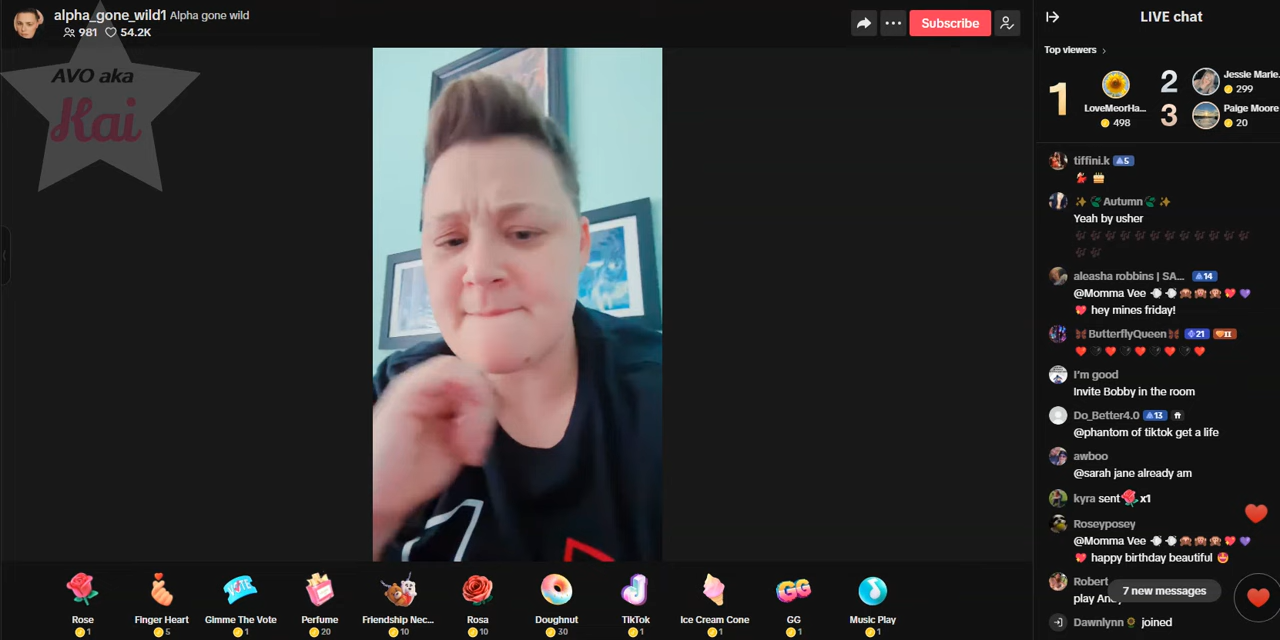 alpha_gone_wild1 Alpha gone wild
981 54.2K
Subscribe
AVO aka
Kai
LIVE chat
Top viewers
1
LoveMeorHa...
498
2
Jessie Marie.
299
3
Paige Moore
20
tiffini.k 5
Autumn
Yeah by usher
aleasha robbins | SA... 14
@Momma Vee
hey mines friday!
ButterflyQueen 21 II
I'm good
Invite Bobby in the room
Do_Better4.0 13
@phantom of tiktok get a life
awboo
@sarah jane already am
kyra sent x1
Roseyposey
@Momma Vee
happy birthday beautiful
Robert
play
7 new messages
Dawnlynn joined
Rose
1
Finger Heart
5
VOTE
Gimme The Vote
1
Perfume
20
Friendship Nec...
10
Rosa
10
Doughnut
30
TikTok
1
Ice Cream Cone
1
GG
GG
1
Music Play
1